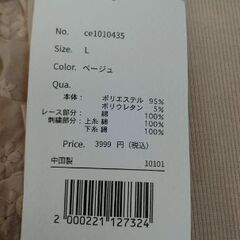 No. ce1010435
Size. L
Color. ベージュ
Qua.
本体： ポリエステル 95%
ポリウレタン 5%
レース部分： 綿 100%
刺繍部分：上糸 綿 100%
下糸 綿 100%
Price. 3999 円（税込）
中国製 10101
2 000221 127324